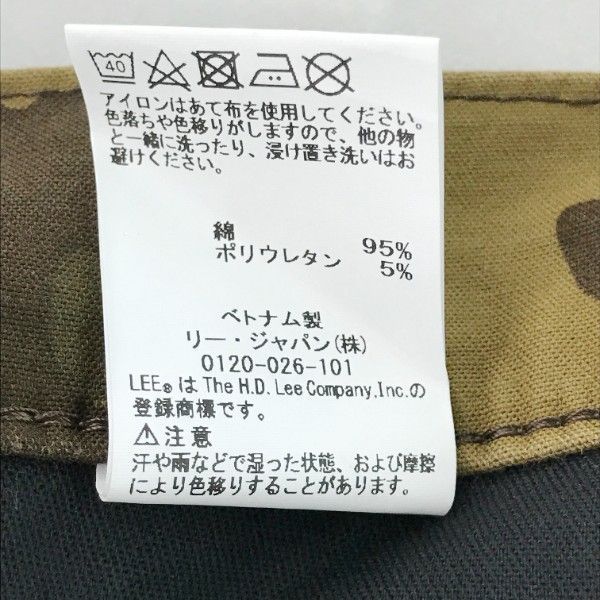 40
アイロンはあて布を使用してください。
色落ちや色移りがしますので、他の物
と一緒に洗ったり、浸け置き洗いはお
避けください。
綿 95%
ポリウレタン 5%
ベトナム製
リー・ジャパン(株)
0120-026-101
LEE®は The H.D. Lee Company,Inc.の
登録商標です。
⚠注意
汗や雨などで湿った状態、および摩擦
により色移りすることがあります。